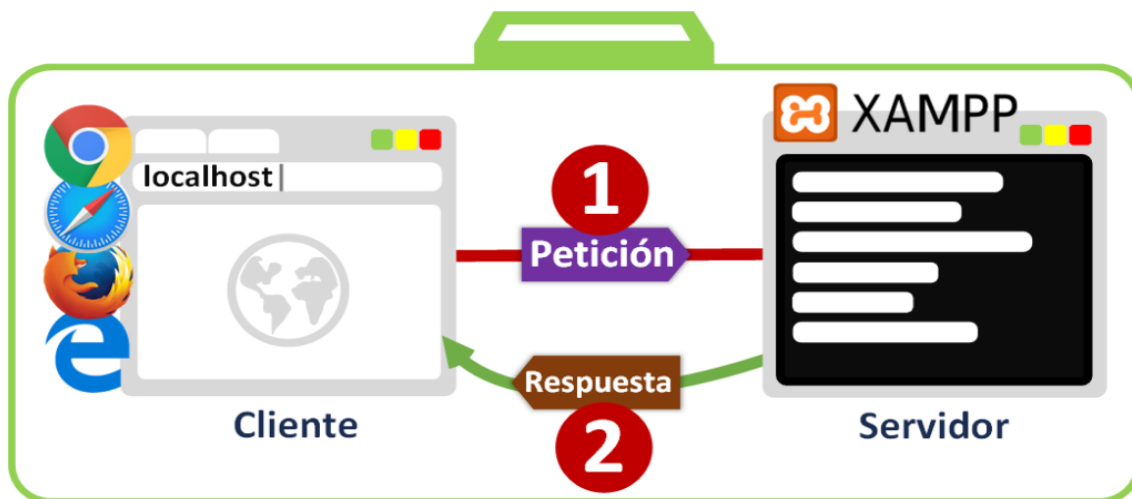 XAMPP
localhost
1
Petición
Respuesta
2
Cliente
Servidor